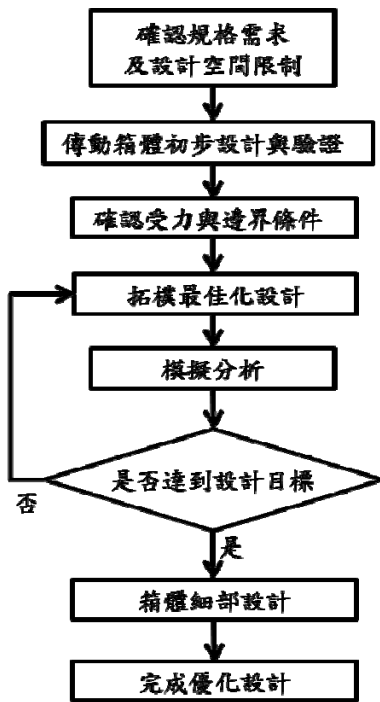 確認規格需求
及設計空間限制
傳動箱體初步設計與驗證
確認受力與邊界條件
拓樸最佳化設計
模擬分析
是否達到設計目標
否
是
箱體細部設計
完成優化設計